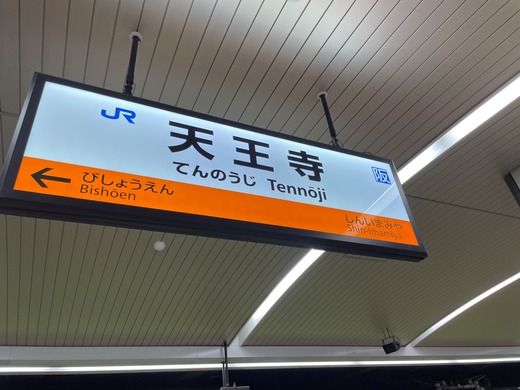 JR
天王寺
阪
てんのうじ Tennōji
← びしょうえん
Bishōen
しんいまみや
Shin-Imamiya